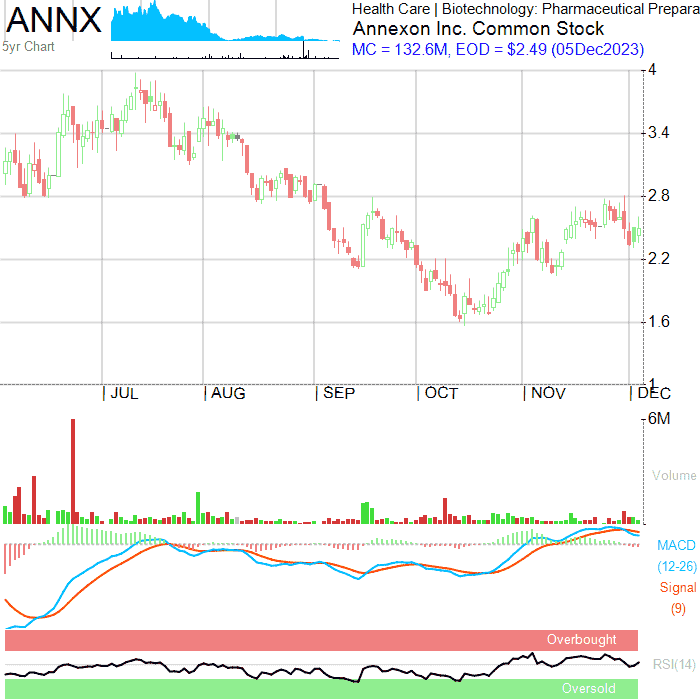 ANNX
5yr Chart
Health Care | Biotechnology: Pharmaceutical Prepara
Annexon Inc. Common Stock
MC = 132.6M, EOD = $2.49 (05Dec2023)
4
3.4
2.8
2.2
1.6
1
| JUL | AUG | SEP | OCT | NOV | DEC
6M
Volume
MACD
(12-26)
Signal
(9)
Overbought
RSI(14)
Oversold